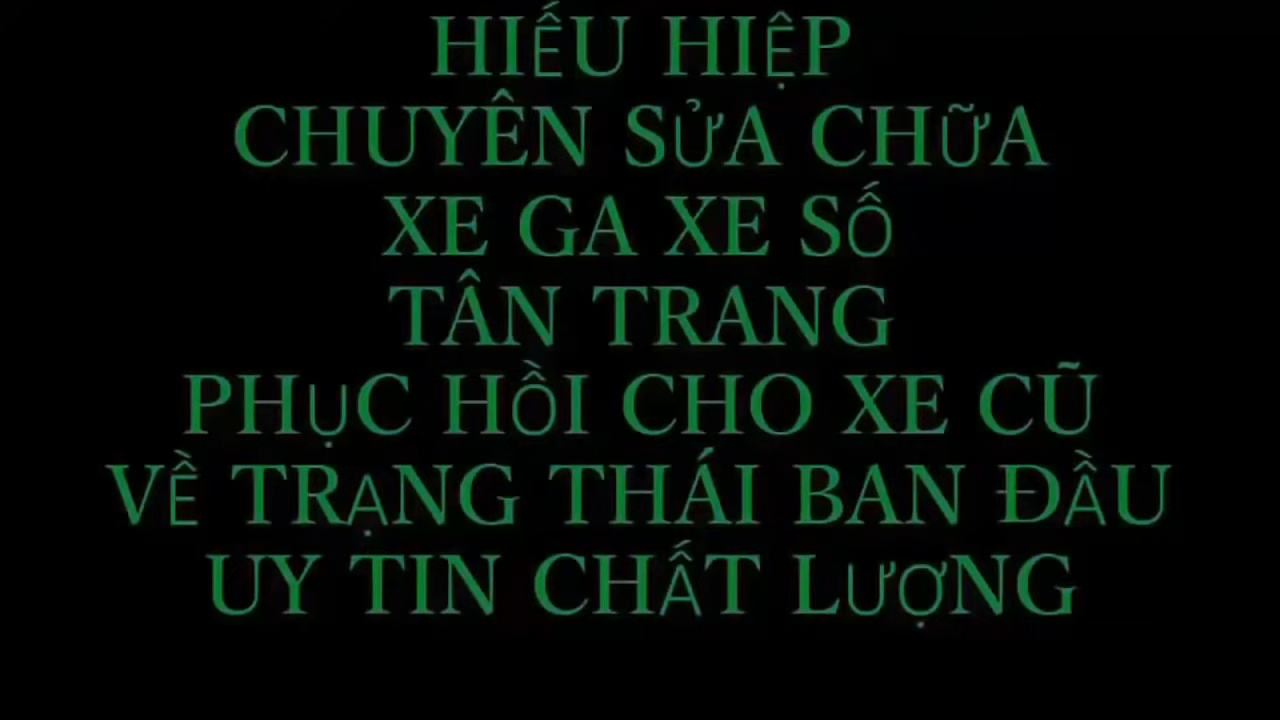 HIẾU HIỆP
CHUYÊN SỬA CHỮA
XE GA XE SỐ
TÂN TRANG
PHỤC HỒI CHO XE CŨ
VỀ TRẠNG THÁI BAN ĐẦU
UY TIN CHẤT LƯỢNG